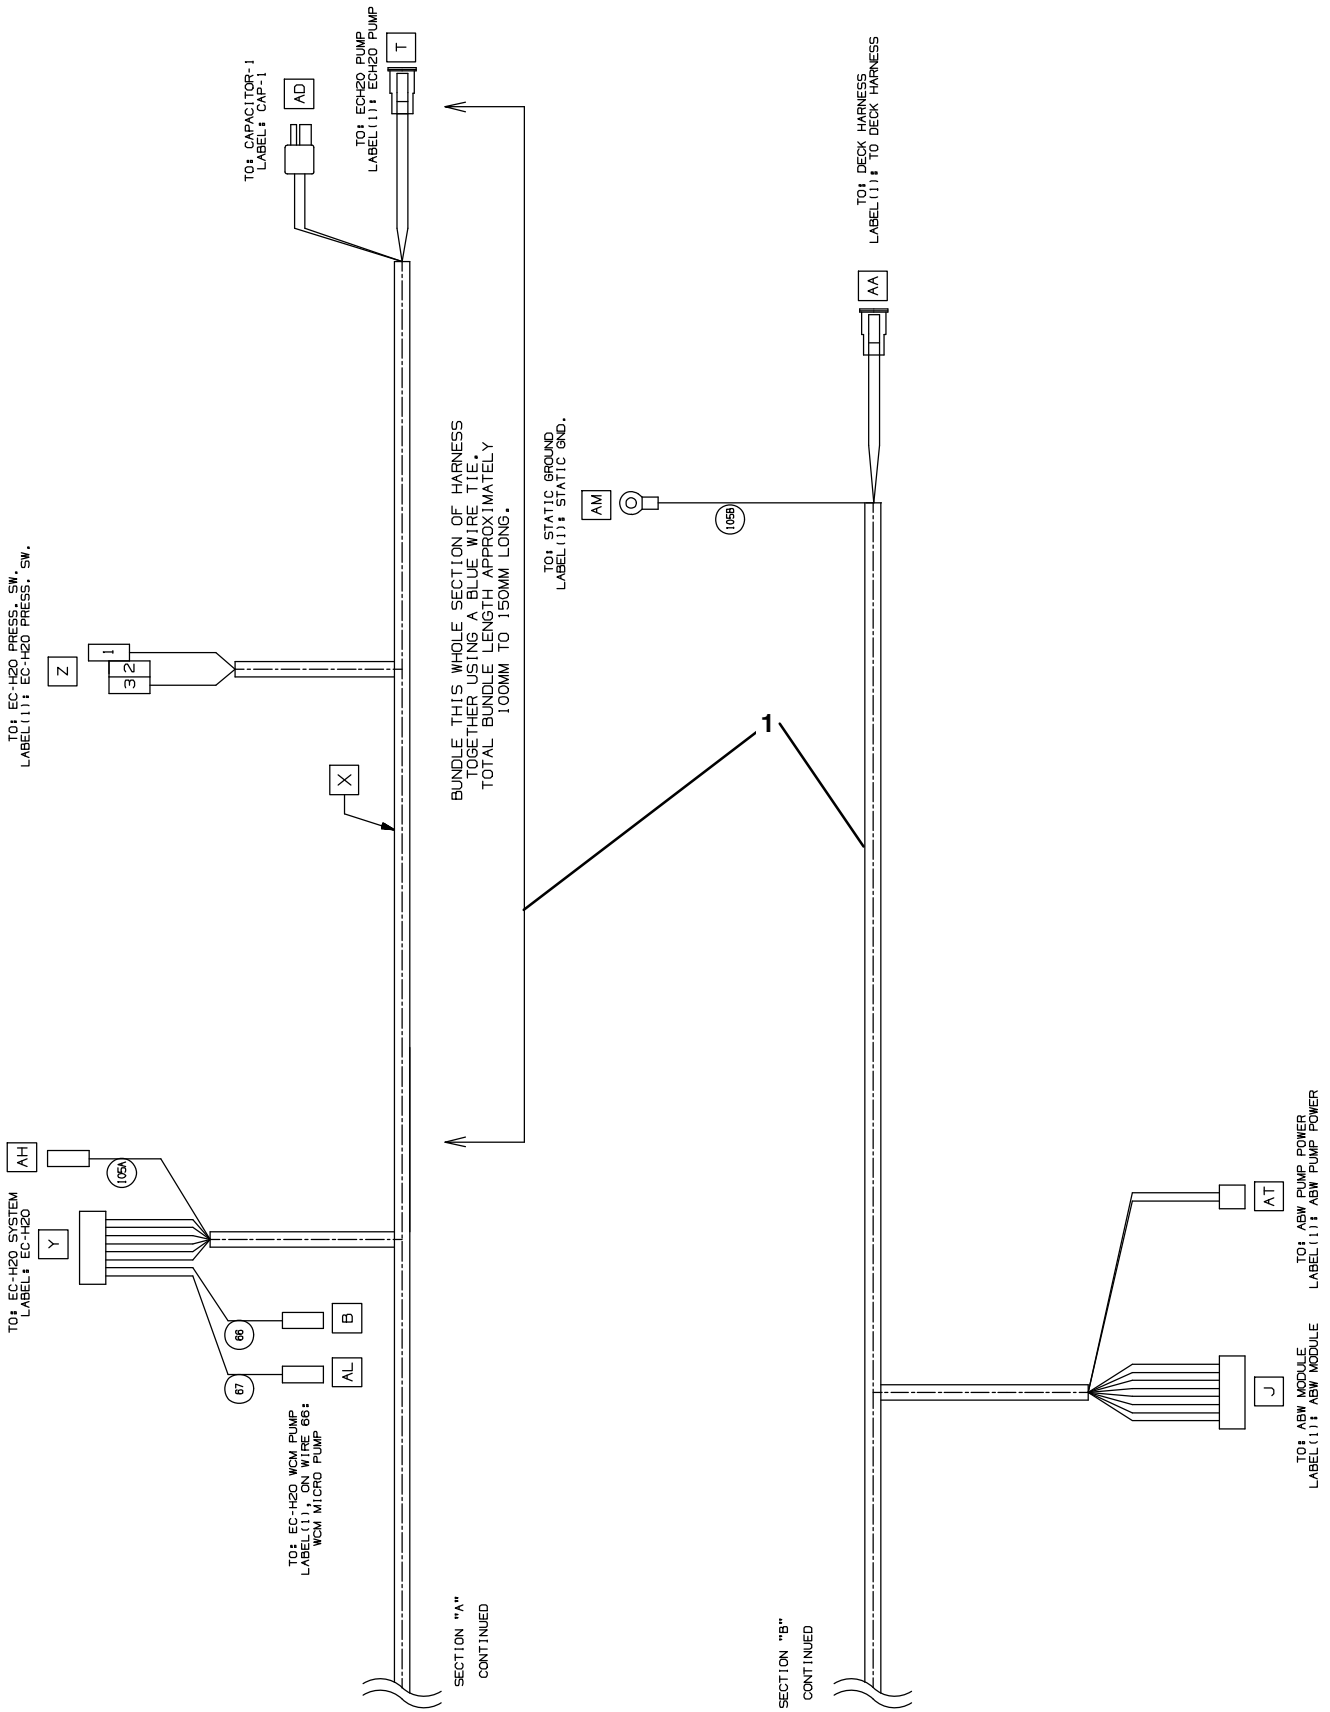 TO: EC-H2O SYSTEM
LABEL: EC-H2O
AH
Y
105A
66
B
67
AL
TO: EC-H2O WCM PUMP
LABEL(1), ON WIRE 66:
WCM MICRO PUMP
TO: EC-H2O PRESS. SW.
LABEL(1): EC-H2O PRESS. SW.
Z
1
2
3
X
TO: CAPACITOR-1
LABEL: CAP-1
AD
TO: ECH2O PUMP
LABEL(1): ECH2O PUMP
T
BUNDLE THIS WHOLE SECTION OF HARNESS
TOGETHER USING A BLUE WIRE TIE.
TOTAL BUNDLE LENGTH APPROXIMATELY
100MM TO 150MM LONG.
SECTION "A"
CONTINUED
1
TO: STATIC GROUND
LABEL(1): STATIC GND.
AM
105B
TO: DECK HARNESS
LABEL(1): TO DECK HARNESS
AA
SECTION "B"
CONTINUED
J
TO: ABW MODULE
LABEL(1): ABW MODULE
AT
TO: ABW PUMP POWER
LABEL(1): ABW PUMP POWER